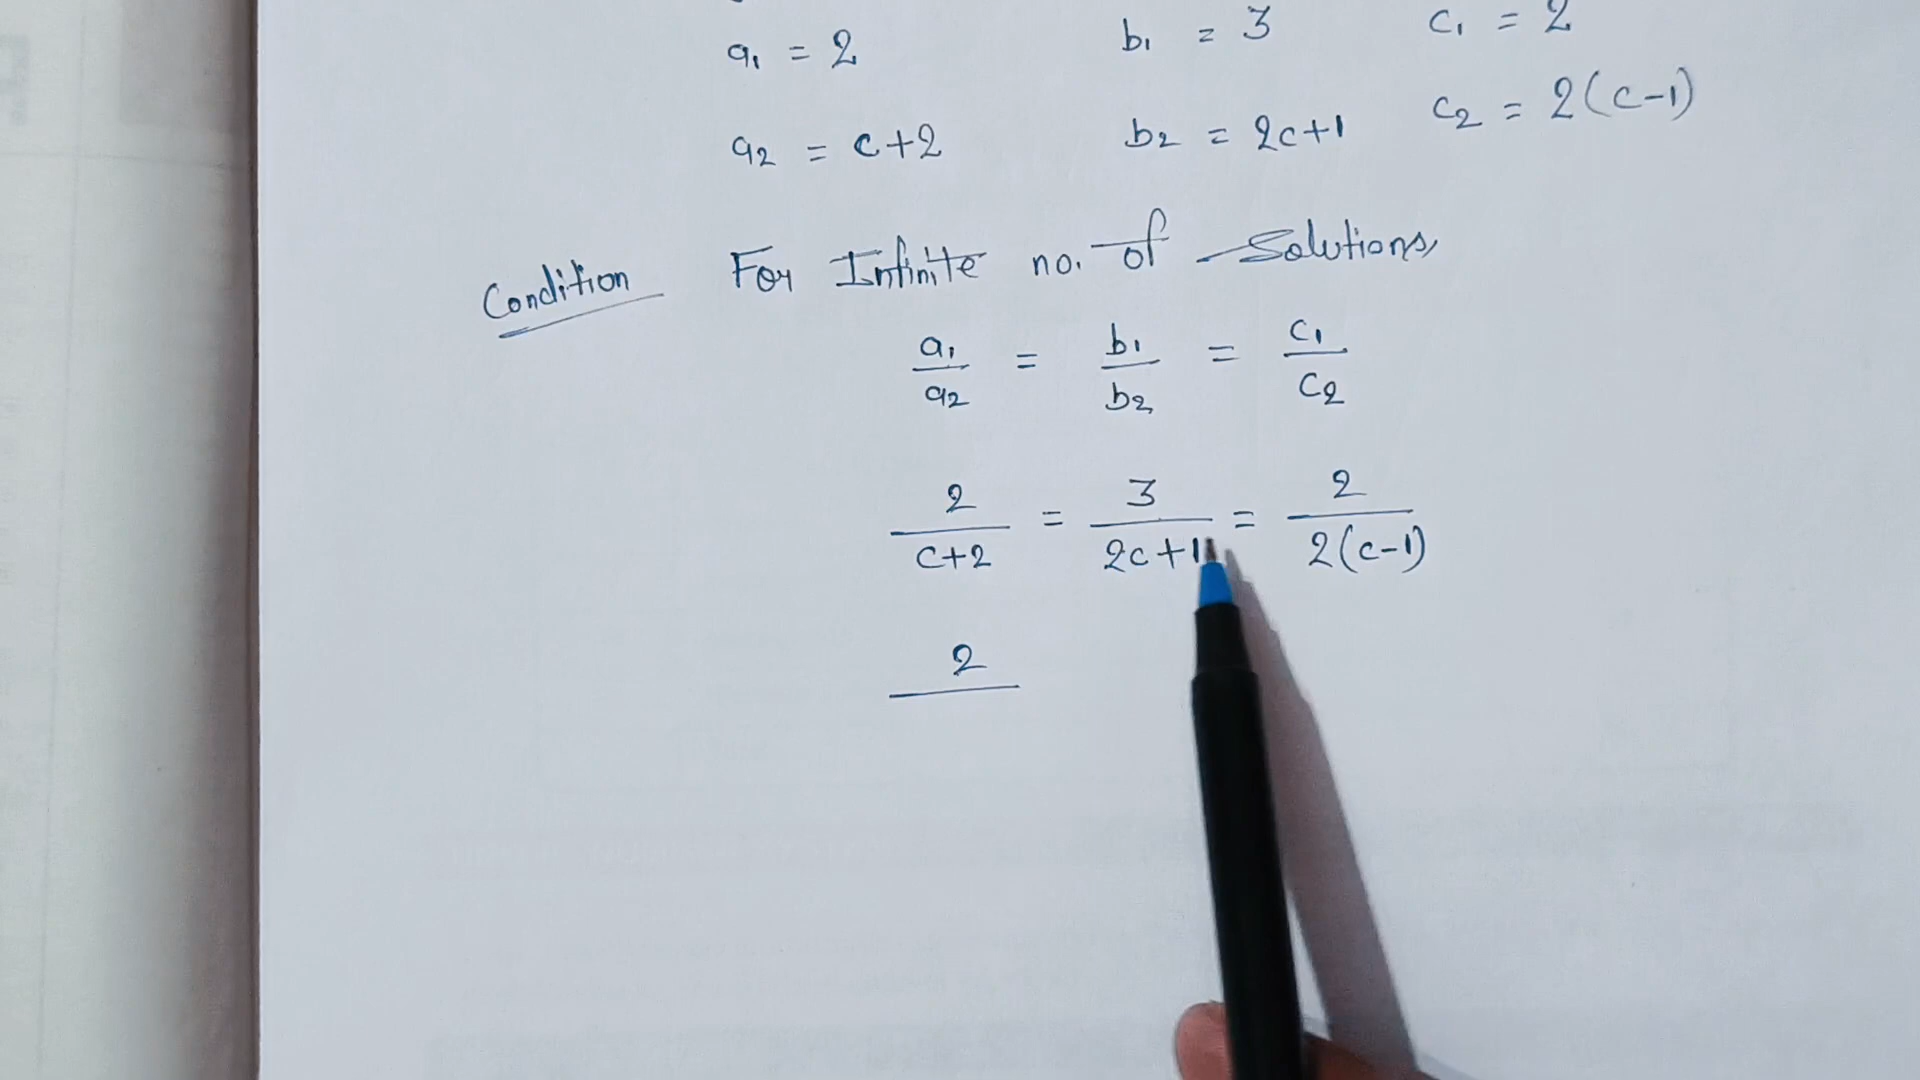 a₁ = 2 b₁ = 3 c₁ = 2
a₂ = c+2 b₂ = 2c+1 c₂ = 2(c-1)
Condition For Infinite no. of Solutions
a₁/a₂ = b₁/b₂ = c₁/c₂
2/(c+2) = 3/(2c+1) = 2/(2(c-1))
2